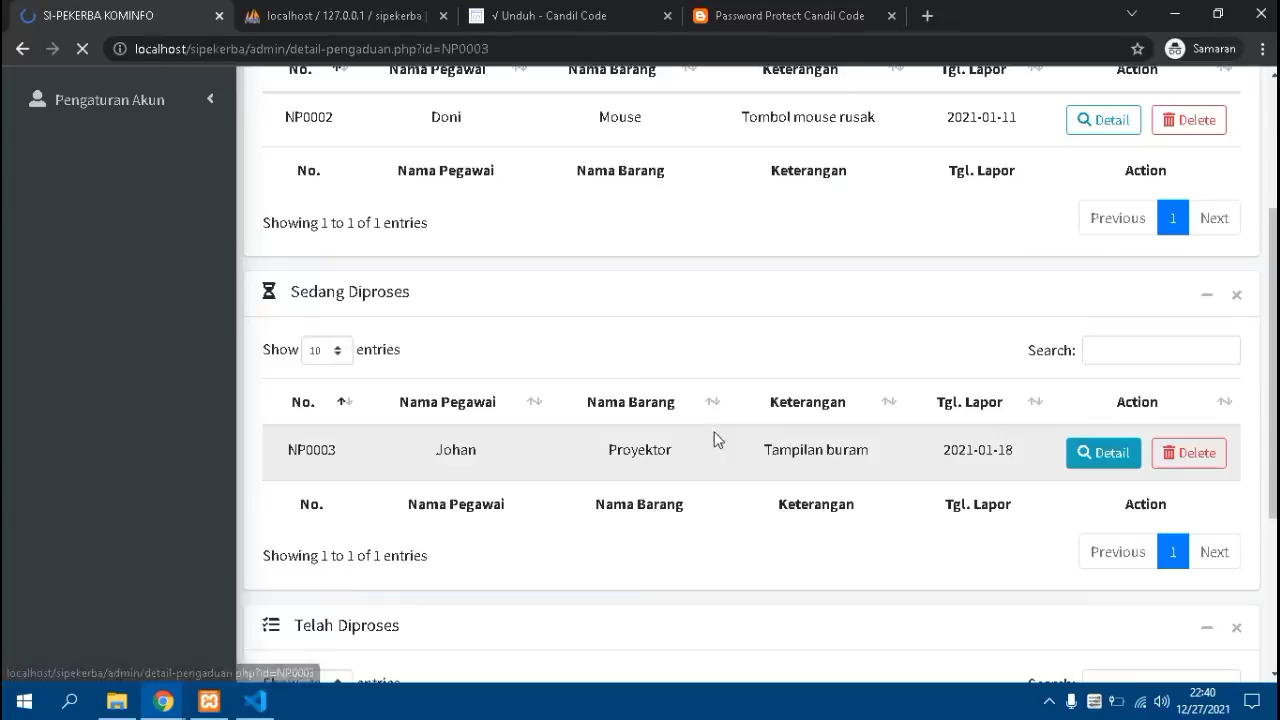 SI-PEKERBA KOMINFO
localhost / 127.0.0.1 / sipekerba |
√ Unduh - Candil Code
Password Protect Candil Code
localhost/sipekerba/admin/detail-pengaduan.php?id=NP0003
Samaran
Pengaturan Akun
No. Nama Pegawai Nama Barang Keterangan Tgl. Lapor Action
NP0002 Doni Mouse Tombol mouse rusak 2021-01-11 Detail Delete
No. Nama Pegawai Nama Barang Keterangan Tgl. Lapor Action
Showing 1 to 1 of 1 entries
Previous 1 Next
Sedang Diproses
Show 10 entries
Search:
No. Nama Pegawai Nama Barang Keterangan Tgl. Lapor Action
NP0003 Johan Proyektor Tampilan buram 2021-01-18 Detail Delete
No. Nama Pegawai Nama Barang Keterangan Tgl. Lapor Action
Showing 1 to 1 of 1 entries
Previous 1 Next
Telah Diproses
localhost/sipekerba/admin/detail-pengaduan.php?id=NP0003
entries
Search:
22:40
12/27/2021